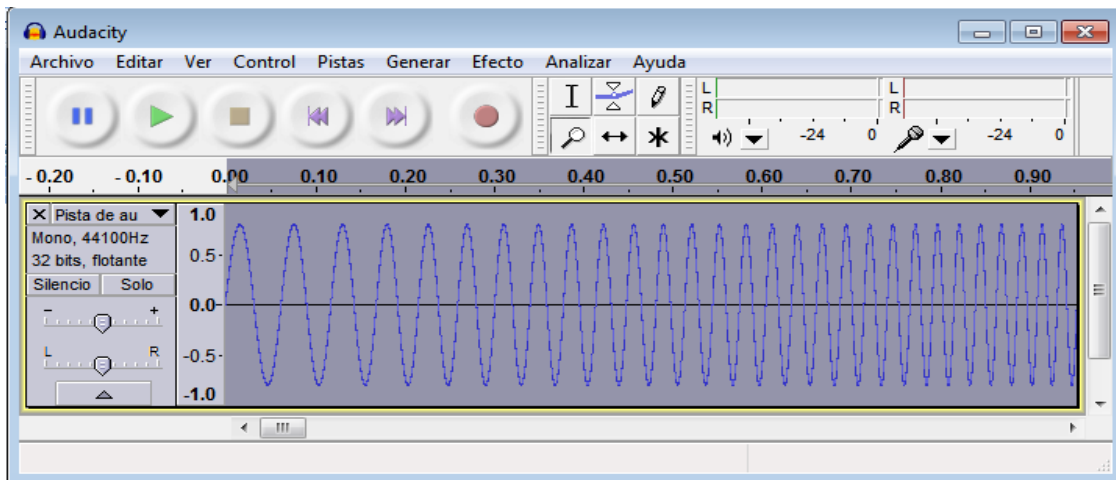 Audacity
Archivo Editar Ver Control Pistas Generar Efecto Analizar Ayuda
L L
R R
-24 0 -24 0
- 0.20 - 0.10 0.00 0.10 0.20 0.30 0.40 0.50 0.60 0.70 0.80 0.90
X Pista de au 1.0
Mono, 44100Hz
32 bits, flotante 0.5-
Silencio Solo
- + 0.0-
L R -0.5-
-1.0